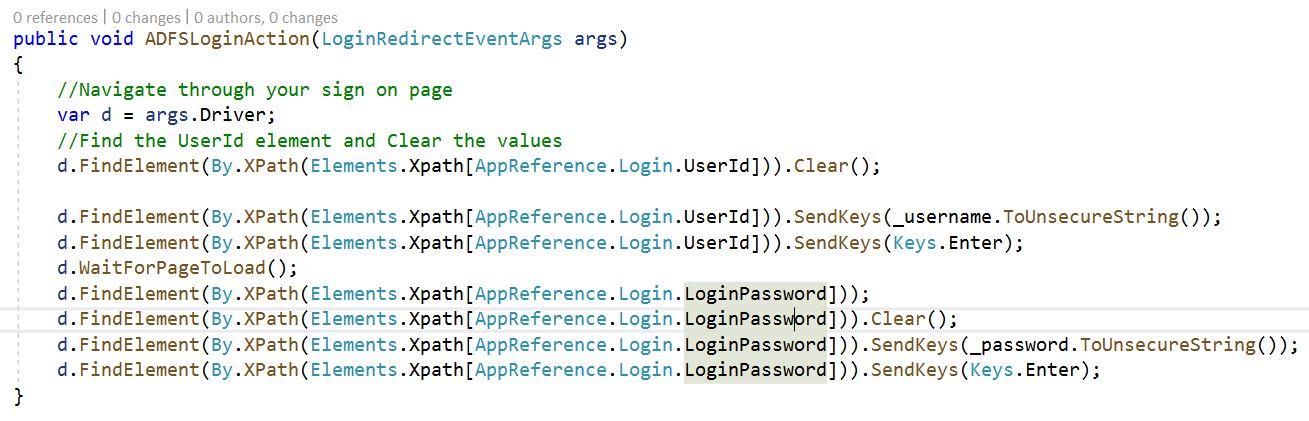 0 references | 0 changes | 0 authors, 0 changes
public void ADFSLoginAction(LoginRedirectEventArgs args)
{
    //Navigate through your sign on page
    var d = args.Driver;
    //Find the UserId element and Clear the values
    d.FindElement(By.XPath(Elements.Xpath[AppReference.Login.UserId])).Clear();

    d.FindElement(By.XPath(Elements.Xpath[AppReference.Login.UserId])).SendKeys(_username.ToUnsecureString());
    d.FindElement(By.XPath(Elements.Xpath[AppReference.Login.UserId])).SendKeys(Keys.Enter);
    d.WaitForPageToLoad();
    d.FindElement(By.XPath(Elements.Xpath[AppReference.Login.LoginPassword]));
    d.FindElement(By.XPath(Elements.Xpath[AppReference.Login.LoginPassword])).Clear();
    d.FindElement(By.XPath(Elements.Xpath[AppReference.Login.LoginPassword])).SendKeys(_password.ToUnsecureString());
    d.FindElement(By.XPath(Elements.Xpath[AppReference.Login.LoginPassword])).SendKeys(Keys.Enter);
}